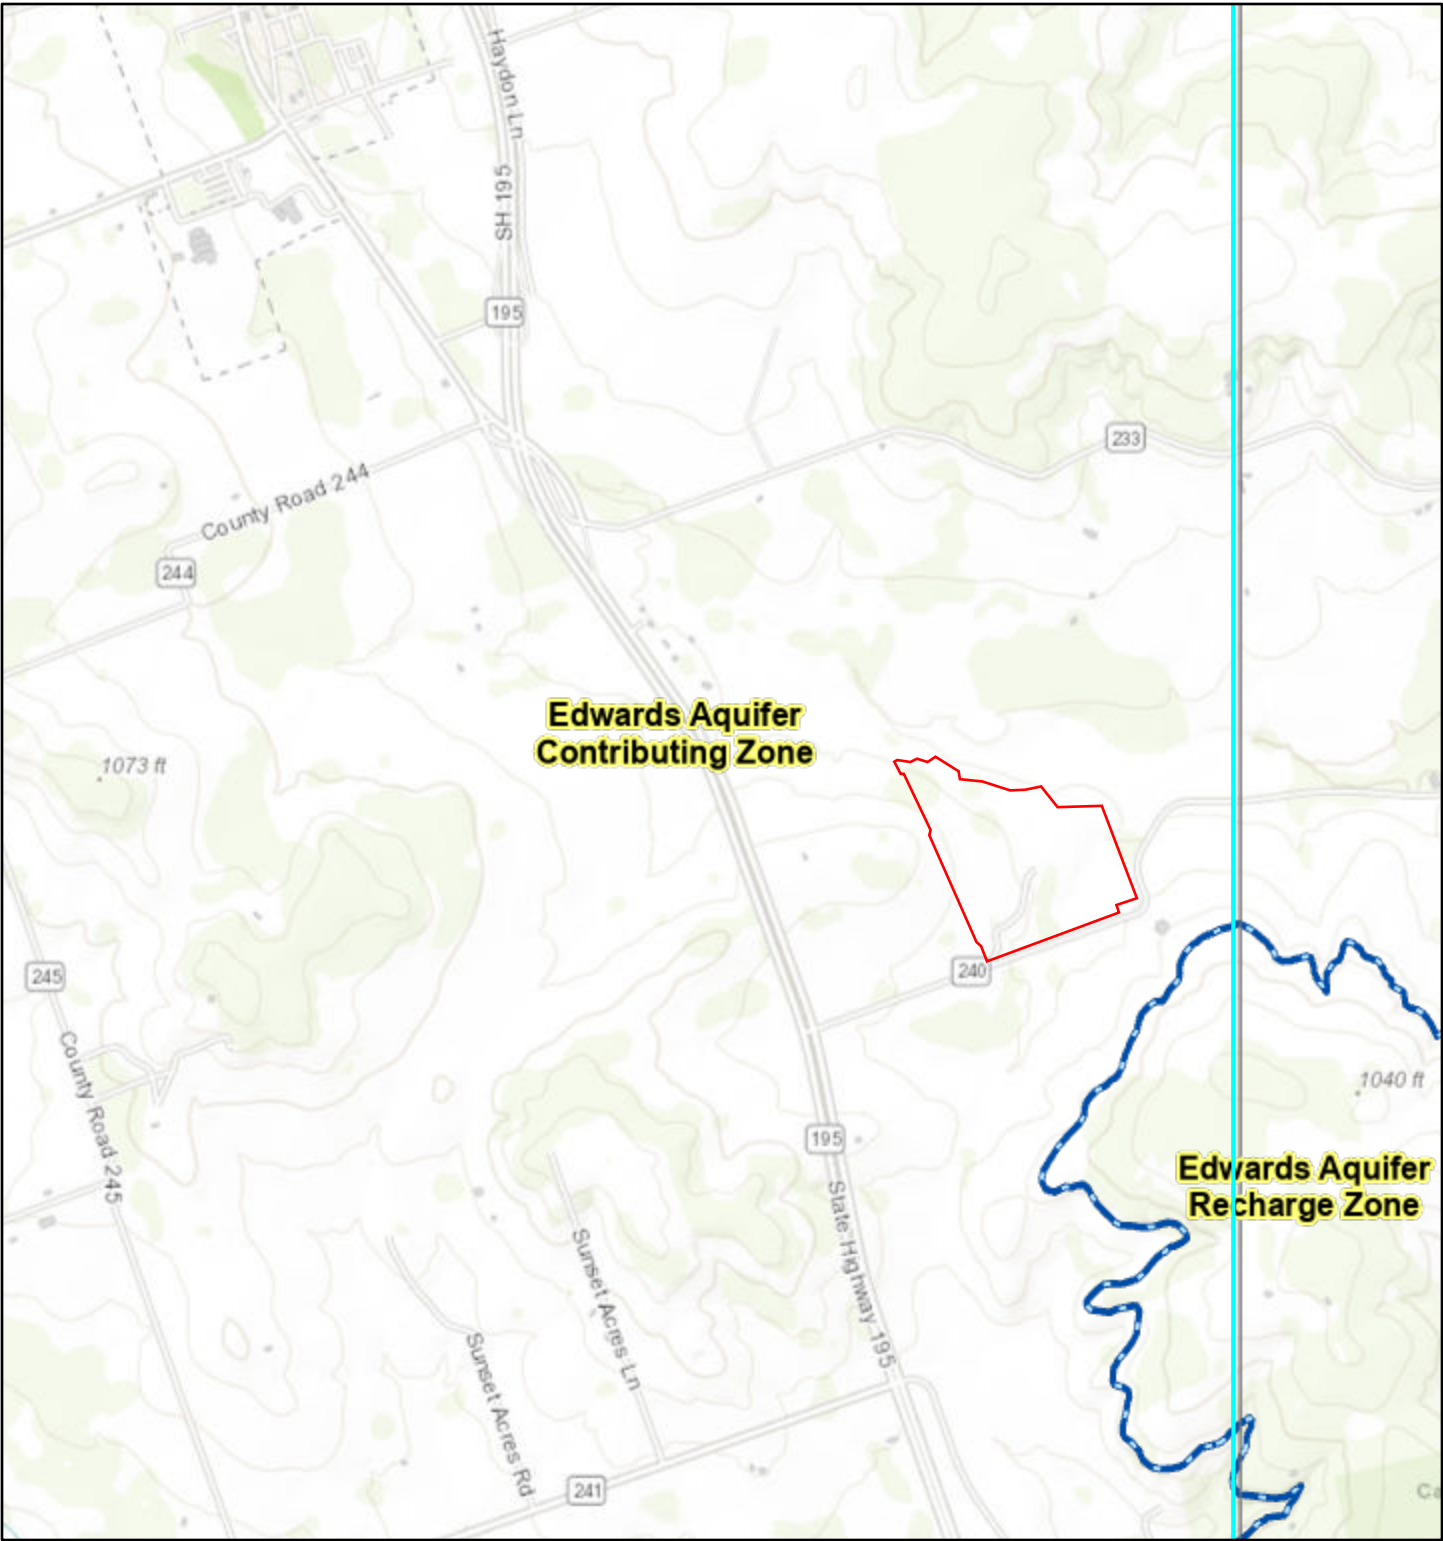 Haydon Ln
SH 195
195
233
County Road 244
244
Edwards Aquifer
Contributing Zone
1073 ft
245
240
County Road 245
1040 ft
195
Edwards Aquifer
Recharge Zone
State Highway 195
Sunset Acres Ln
Sunset Acres Rd
241
Ca